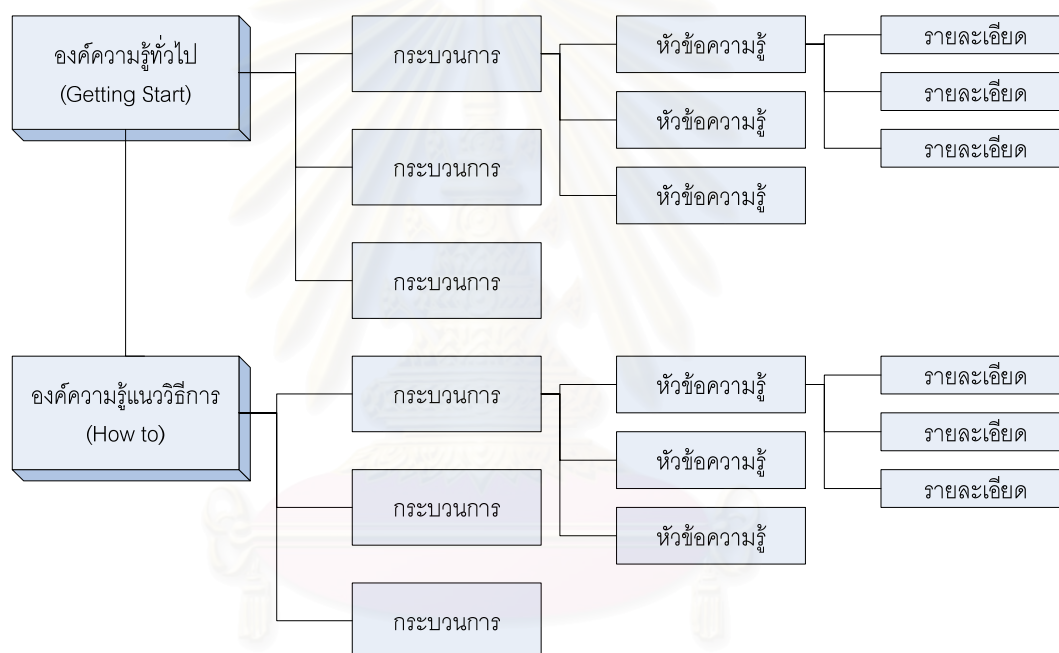 องค์ความรู้ทั่วไป
(Getting Start)
กระบวนการ
หัวข้อความรู้
รายละเอียด
รายละเอียด
รายละเอียด
หัวข้อความรู้
หัวข้อความรู้
กระบวนการ
กระบวนการ
องค์ความรู้แนววิธีการ
(How to)
กระบวนการ
หัวข้อความรู้
รายละเอียด
รายละเอียด
รายละเอียด
หัวข้อความรู้
หัวข้อความรู้
กระบวนการ
กระบวนการ